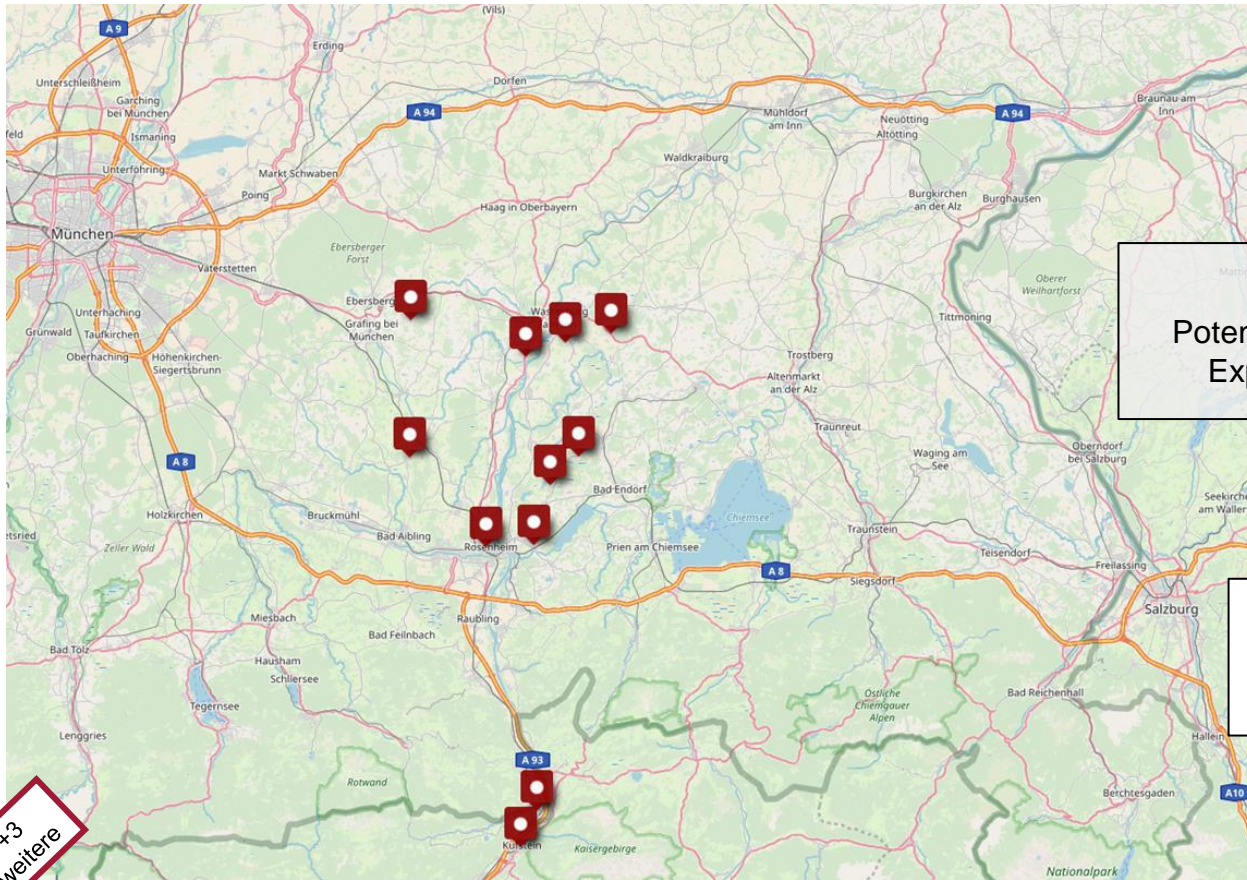 (Vils)
A 9
Erding
Unterschleißheim
Dorfen
Garching
bei München
A 94
Mühldorf
am Inn
Neuötting
Altötting
A 94
Braunau am
Inn
feld
Ismaning
Unterföhring
Markt Schwaben
Waldkraiburg
Poing
Haag in Oberbayern
Burgkirchen
an der Alz
Burghausen
München
Ebersberger
Forst
Vaterstetten
Oberer
Weilhartforst
Ebersberg
Unterhaching
Grafing bei
München
Tittmoning
Grünwald
Taufkirchen
Oberhaching
Höhenkirchen-
Siegertsbrunn
Poten
Exp
Trostberg
Altenmarkt
an der Alz
Traunreut
A 8
Waging am
See
Oberndorf
bei Salzburg
Bad Endorf
Holzkirchen
Bruckmühl
Chiemsee
Seekirche
am Waller
etsried
Zeller Wald
Bad Aibling
Rosenheim
Prien am Chiemsee
Traunstein
Teisendorf
A 8
Siegsdorf
Freilassing
Salzburg
Miesbach
Raubling
Bad Feilnbach
Bad Tölz
Hausham
Schliersee
Tegernsee
Östliche
Chiemgauer
Alpen
Bad Reichenhall
Lenggries
Hallein
A 93
Rotwand
Berchtesgaden
A10
+3
weitere
Kufstein
Kaisergebirge
Nationalpark